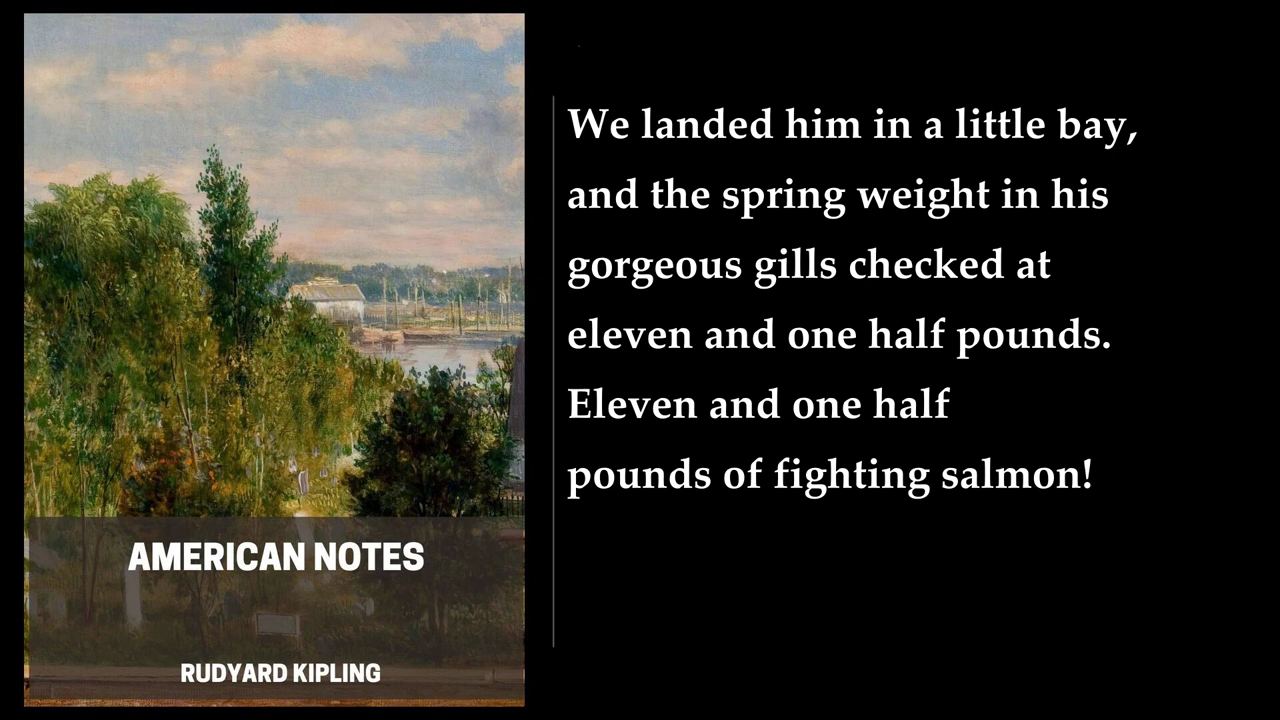 We landed him in a little bay,
and the spring weight in his
gorgeous gills checked at
eleven and one half pounds.
Eleven and one half
pounds of fighting salmon!
AMERICAN NOTES
RUDYARD KIPLING